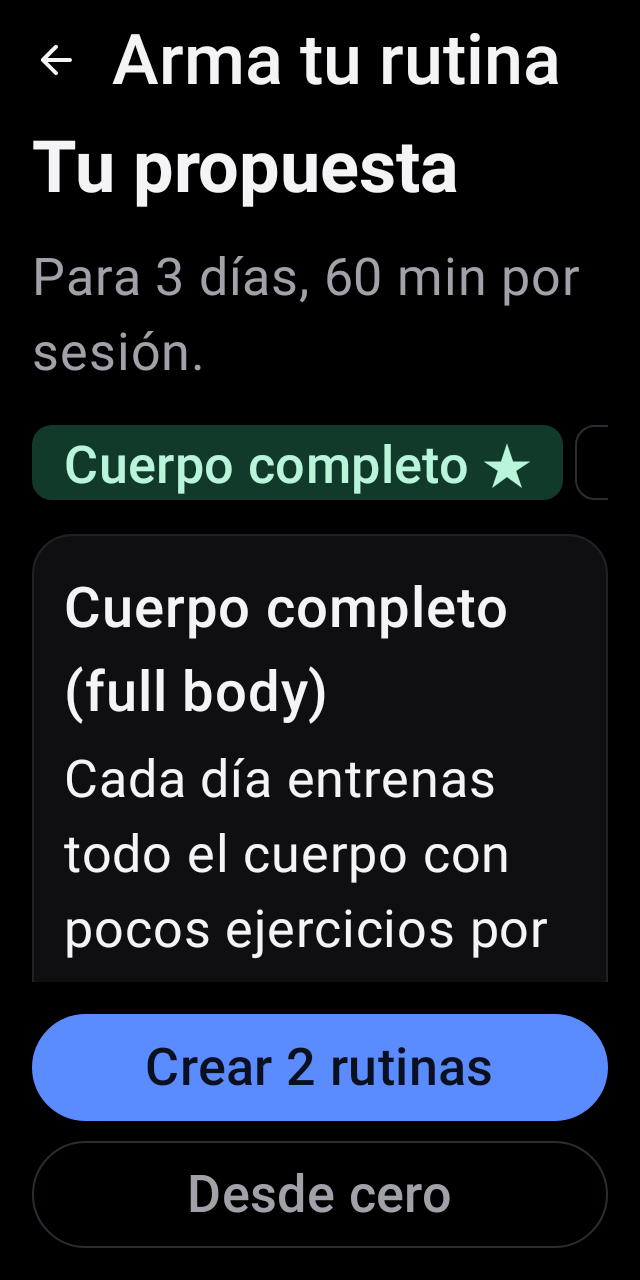 Arma tu rutina
Tu propuesta
Para 3 días, 60 min por
sesión.
Cuerpo completo ★
Cuerpo completo
(full body)
Cada día entrenas
todo el cuerpo con
pocos ejercicios por
Crear 2 rutinas
Desde cero